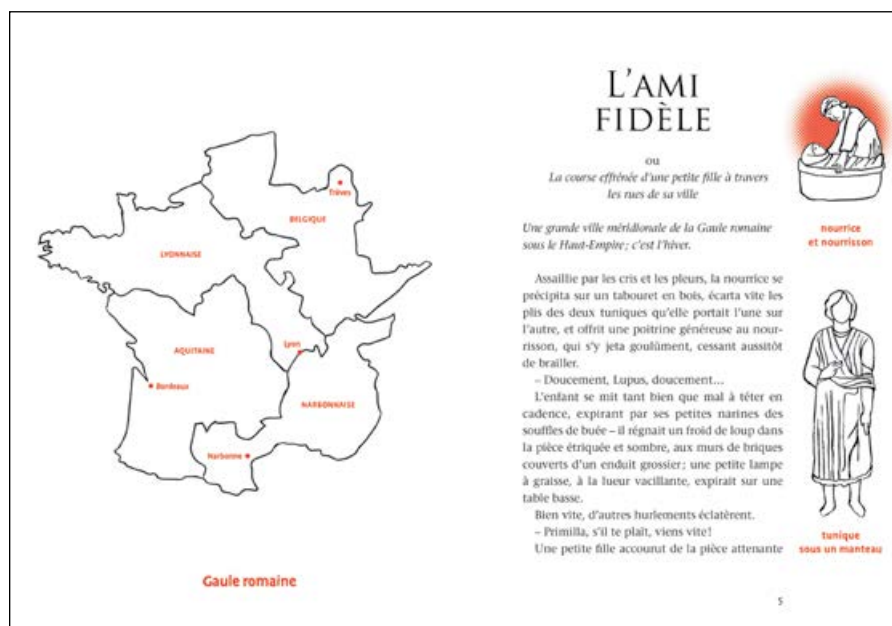 Trèves
BELGIQUE
LYONNAISE
AQUITAINE
Lyon
Bordeaux
NARBONNAISE
Narbonne
Gaule romaine
L'AMI
FIDÈLE
ou
La course effrénée d'une petite fille à travers
les rues de sa ville
Une grande ville méridionale de la Gaule romaine
sous le Haut-Empire ; c'est l'hiver.
Assaillie par les cris et les pleurs, la nourrice se
précipita sur un tabouret en bois, écarta vite les
plis des deux tuniques qu'elle portait l'une sur
l'autre, et offrit une poitrine généreuse au nour-
risson, qui s'y jeta goulûment, cessant aussitôt
de brailler.
– Doucement, Lupus, doucement…
L'enfant se mit tant bien que mal à téter en
cadence, expirant par ses petites narines des
souffles de buée – il régnait un froid de loup dans
la pièce étriquée et sombre, aux murs de briques
couverts d'un enduit grossier ; une petite lampe
à graisse, à la lueur vacillante, expirait sur une
table basse.
Bien vite, d'autres hurlements éclatèrent.
– Primilla, s'il te plaît, viens vite !
Une petite fille accourut de la pièce attenante
nourrice
et nourrisson
tunique
sous un manteau
5